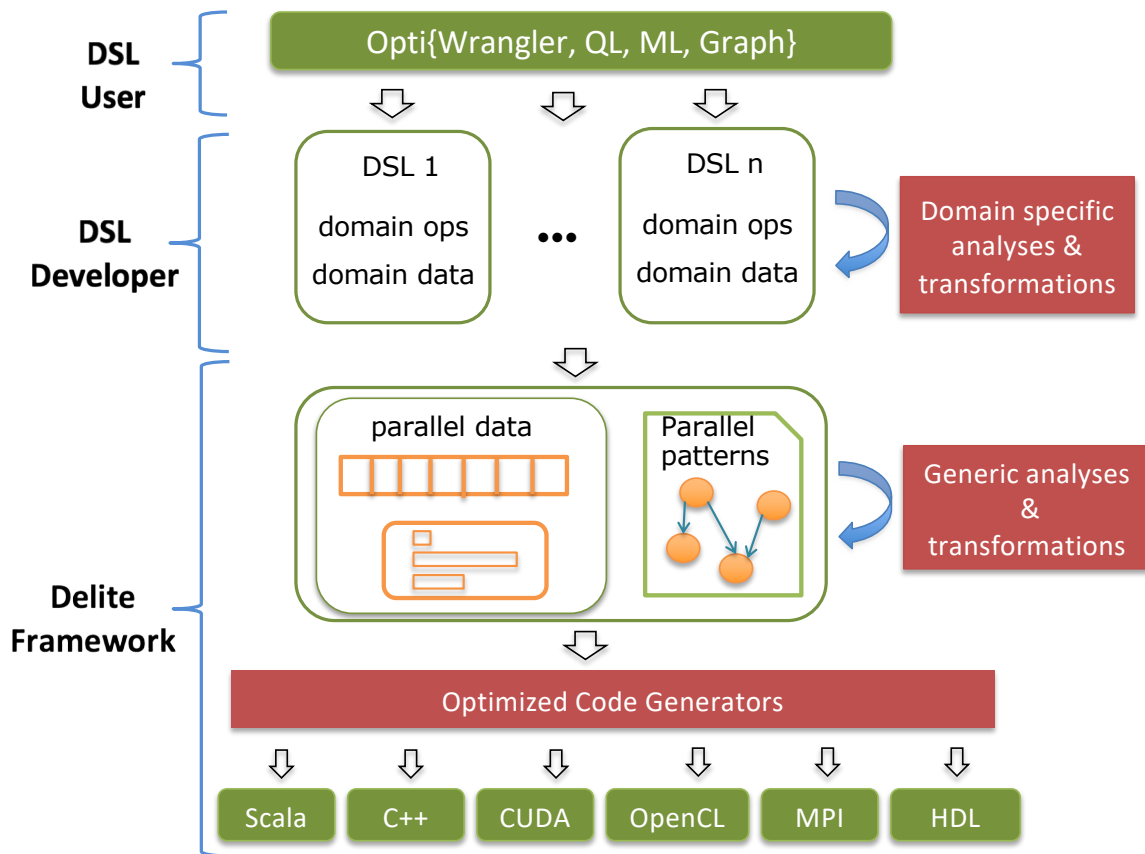 DSL
User
Opti{Wrangler, QL, ML, Graph}
DSL
Developer
DSL 1
domain ops
domain data
•••
DSL n
domain ops
domain data
Domain specific
analyses &
transformations
Delite
Framework
parallel data
Parallel
patterns
Generic analyses
&
transformations
Optimized Code Generators
Scala
C++
CUDA
OpenCL
MPI
HDL